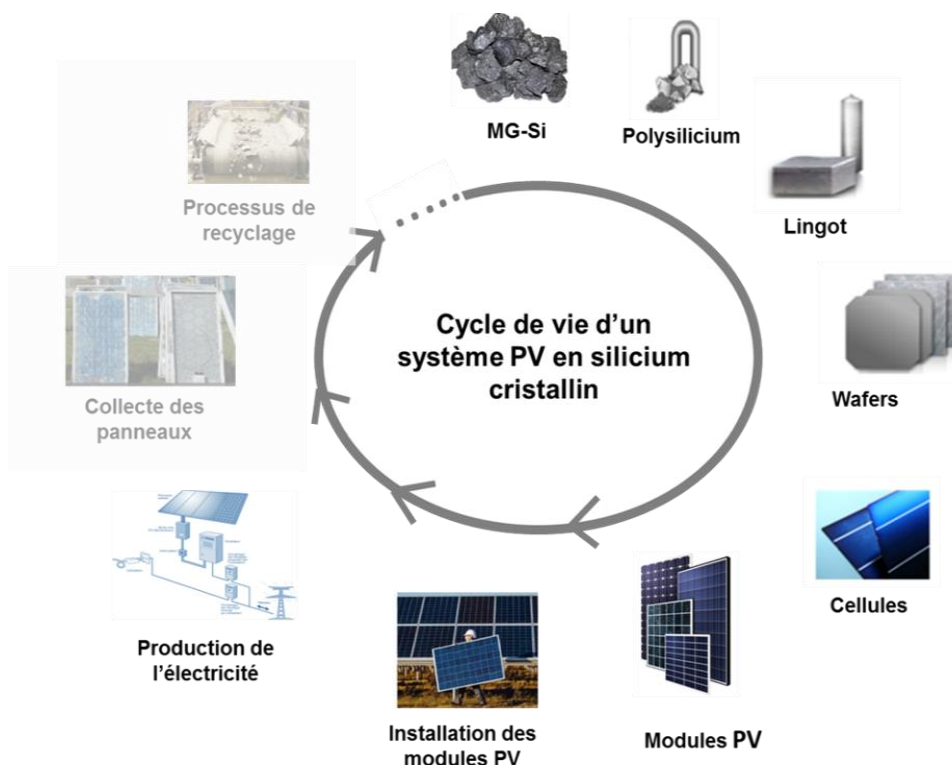 MG-Si
Polysilicium
Lingot
Wafers
Cellules
Modules PV
Installation des
modules PV
Production de
l'électricité
Collecte des
panneaux
Processus de
recyclage
Cycle de vie d'un
système PV en silicium
cristallin